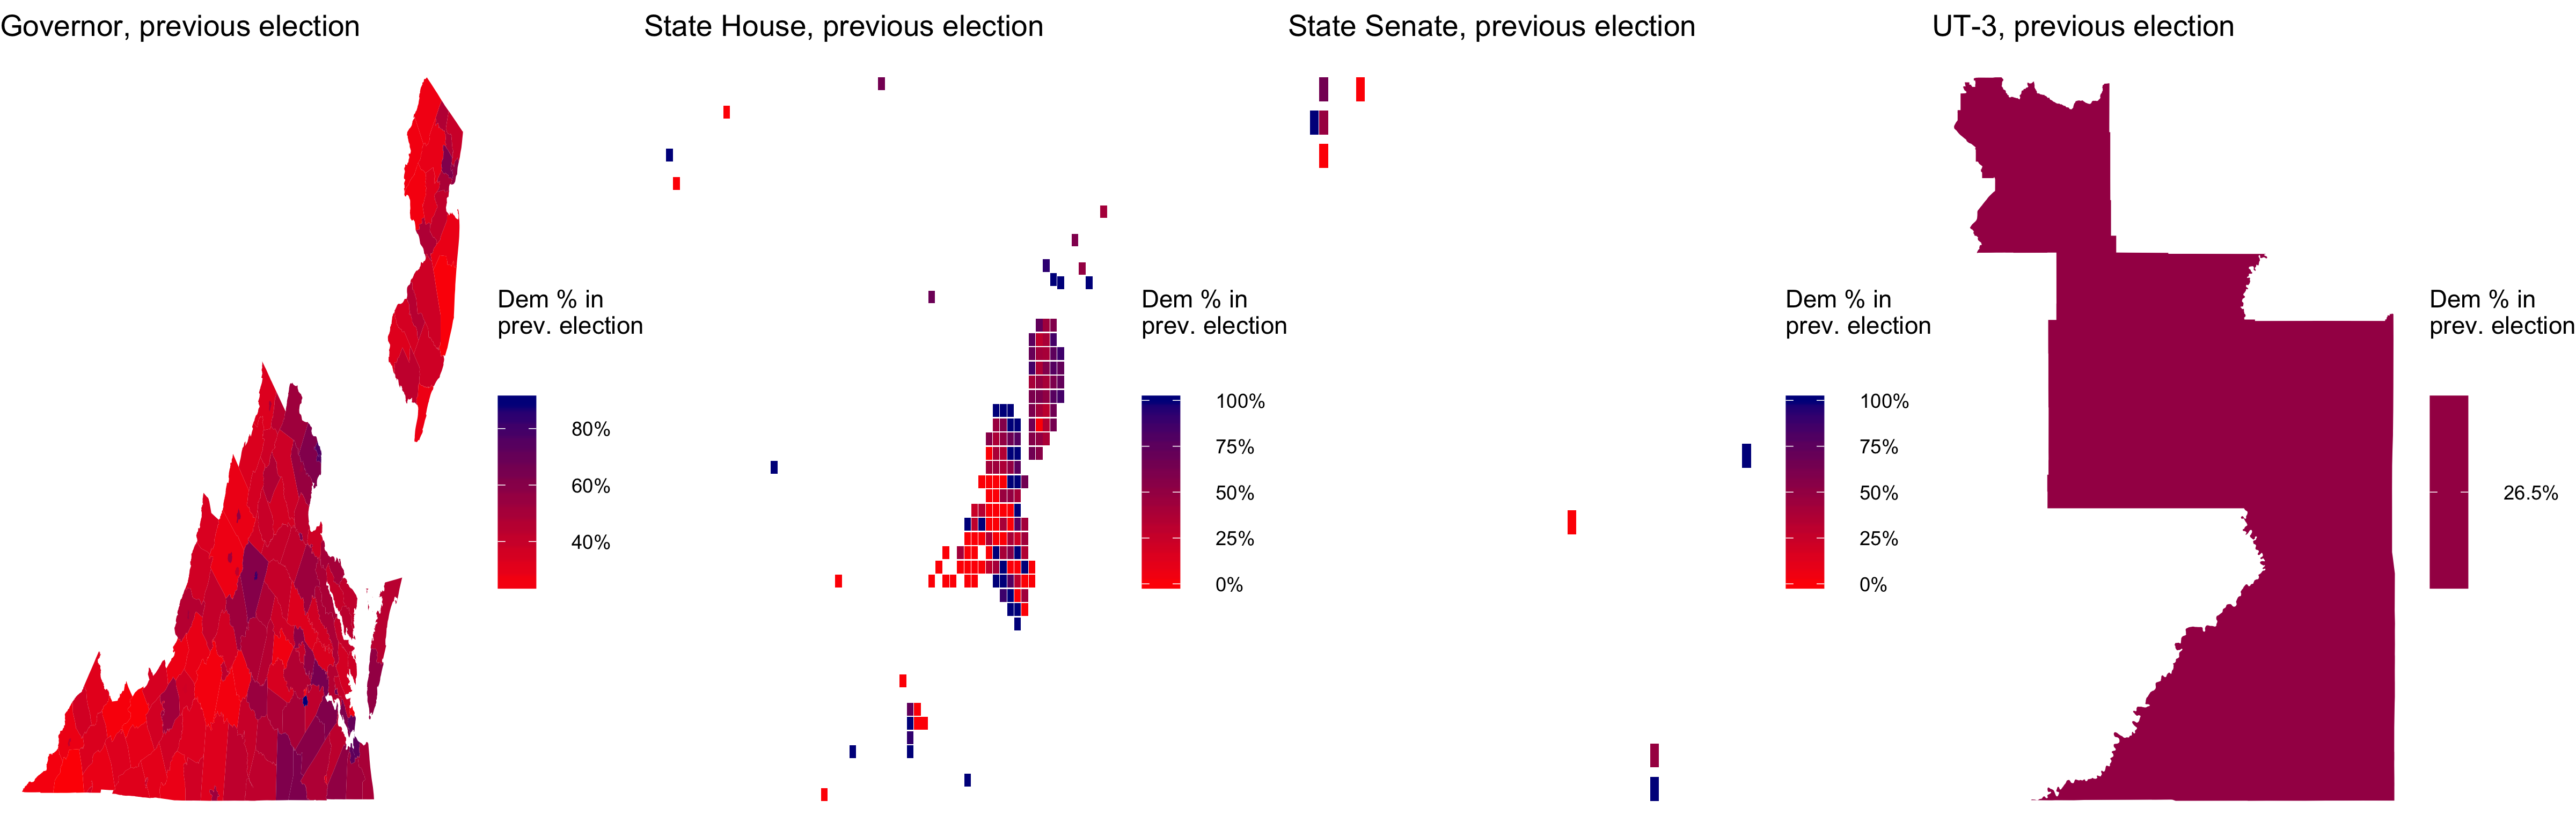 Governor, previous election
Dem % in
prev. election
80%
60%
40%
State House, previous election
Dem % in
prev. election
100%
75%
50%
25%
0%
State Senate, previous election
Dem % in
prev. election
100%
75%
50%
25%
0%
UT-3, previous election
Dem % in
prev. election
26.5%